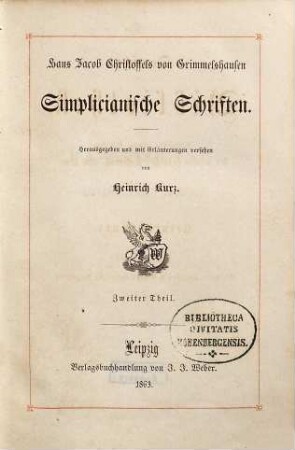 Hans Jacob Christoffels von Grimmelshausen
Simplicianische Schriften.
Herausgegeben und mit Erläuterungen versehen
von
Heinrich Kurz.
W
Zweiter Theil.
BIBLIOTHECA
CIVITATIS
Leipzig
Verlagsbuchhandlung von J. J. Weber.
1863.